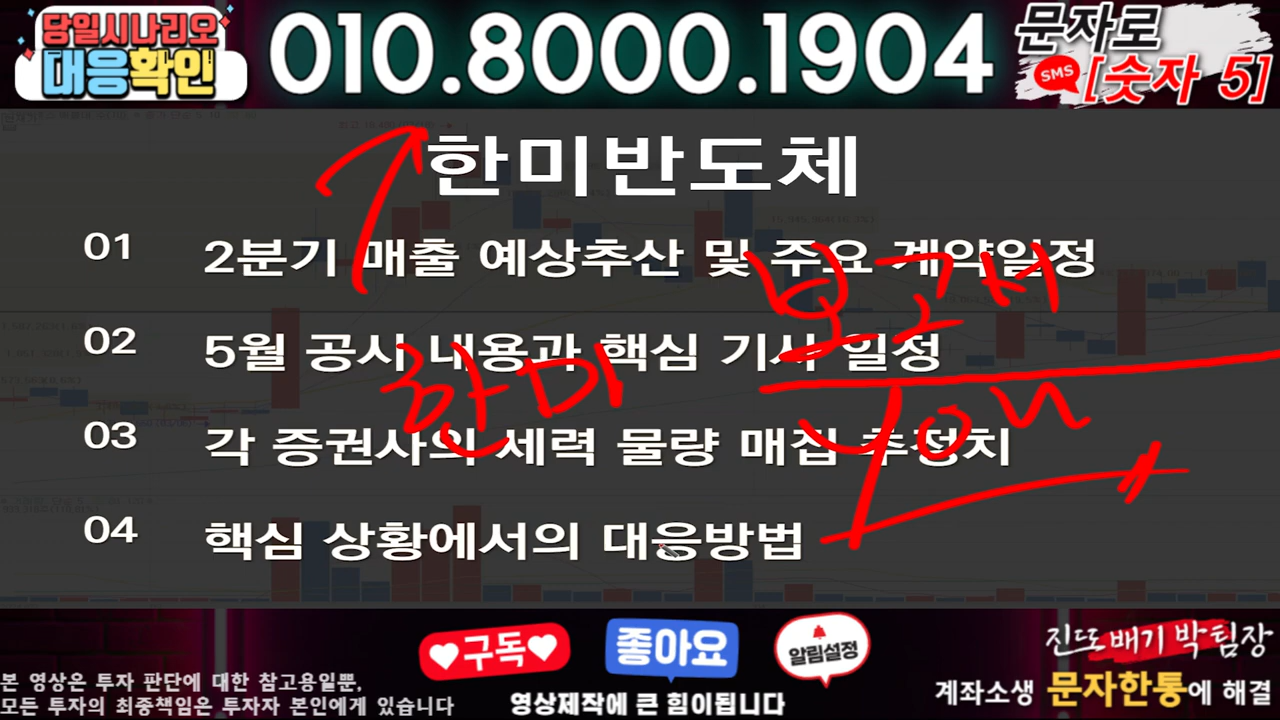 당일시나리오
대응확인
010.8000.1904
문자로
SMS
[숫자 5]
한미반도체
01 2분기 매출 예상추산 및 주요 계약일정
02 5월 공시 내용과 핵심 기사 일정
03 각 증권사의 세력 물량 매집 추정치
04 핵심 상황에서의 대응방법
보고서
한미
You
구독
좋아요
알림설정
영상제작에 큰 힘이됩니다
본 영상은 투자 판단에 대한 참고용일뿐,
모든 투자의 최종책임은 투자자 본인에게 있습니다
진또배기 박팀장
계좌소생 문자한통에 해결